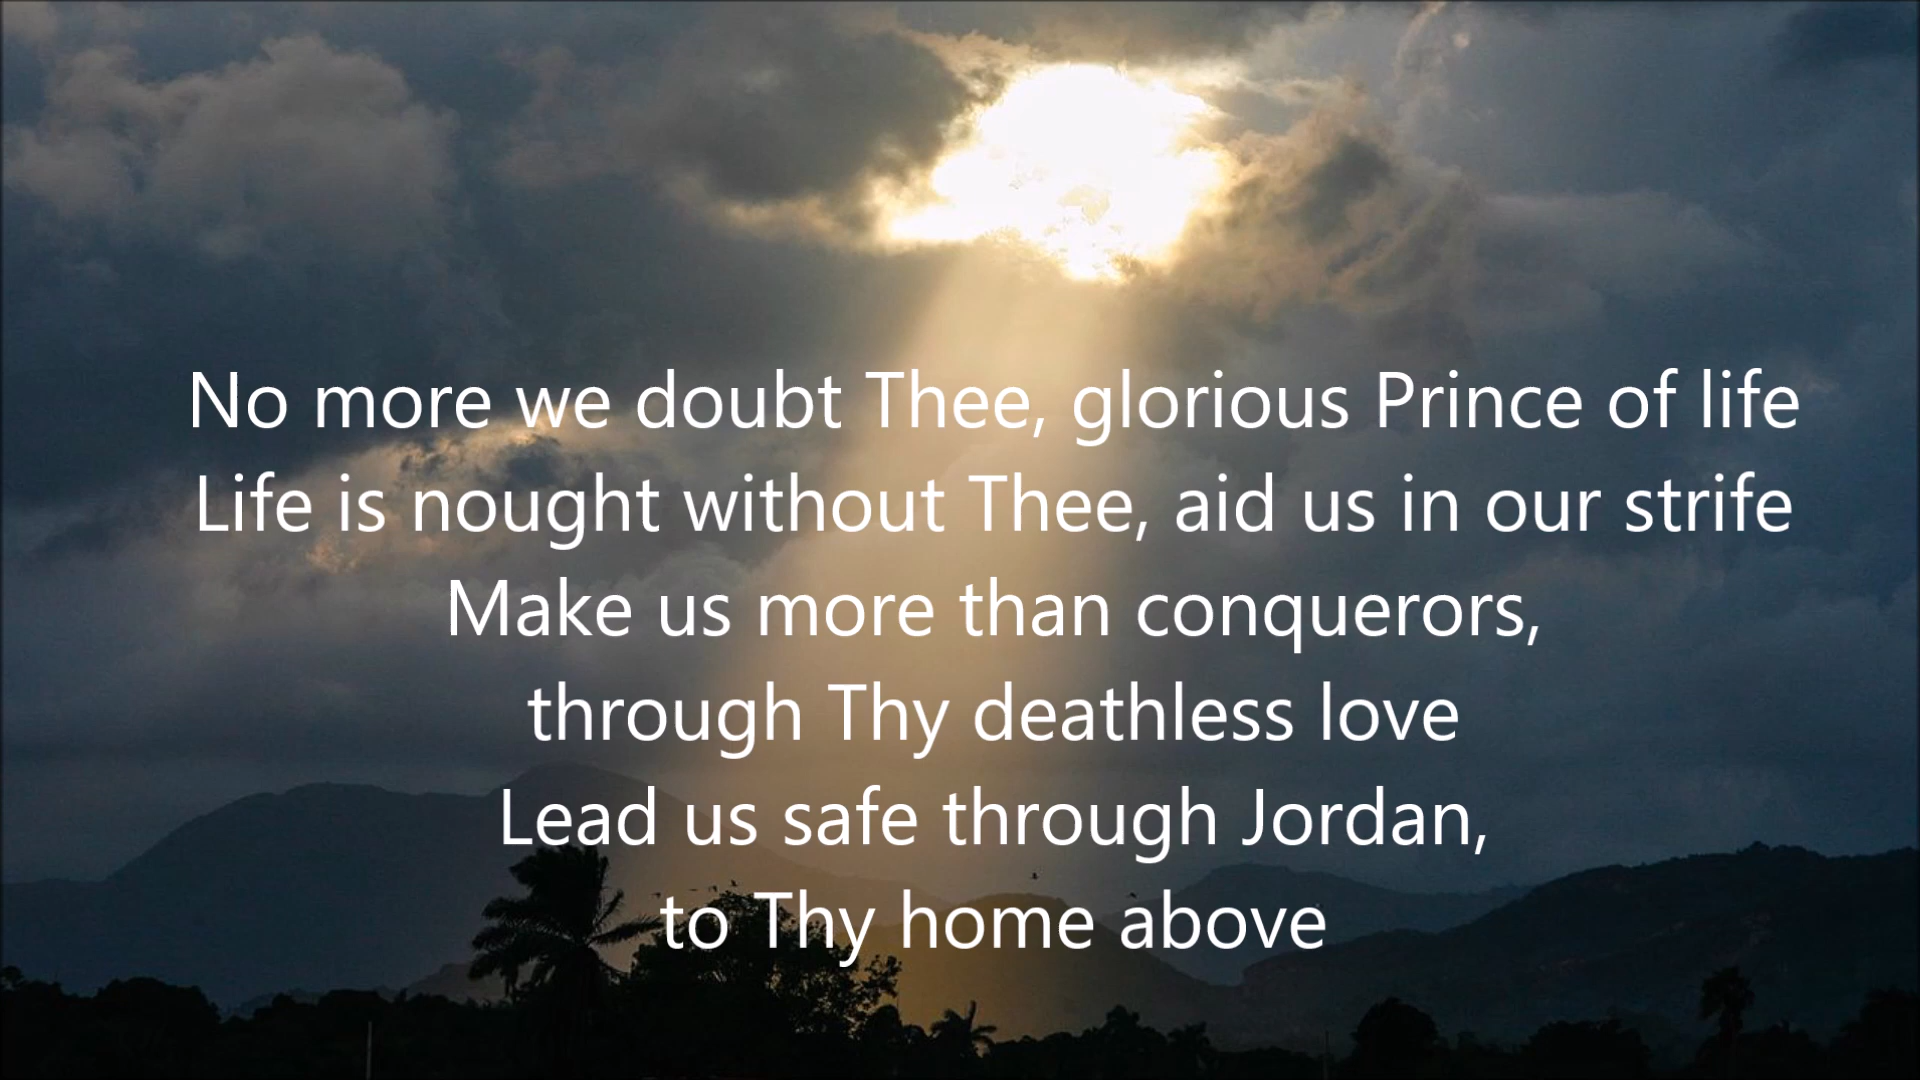 No more we doubt Thee, glorious Prince of life
Life is nought without Thee, aid us in our strife
Make us more than conquerors,
through Thy deathless love
Lead us safe through Jordan,
to Thy home above